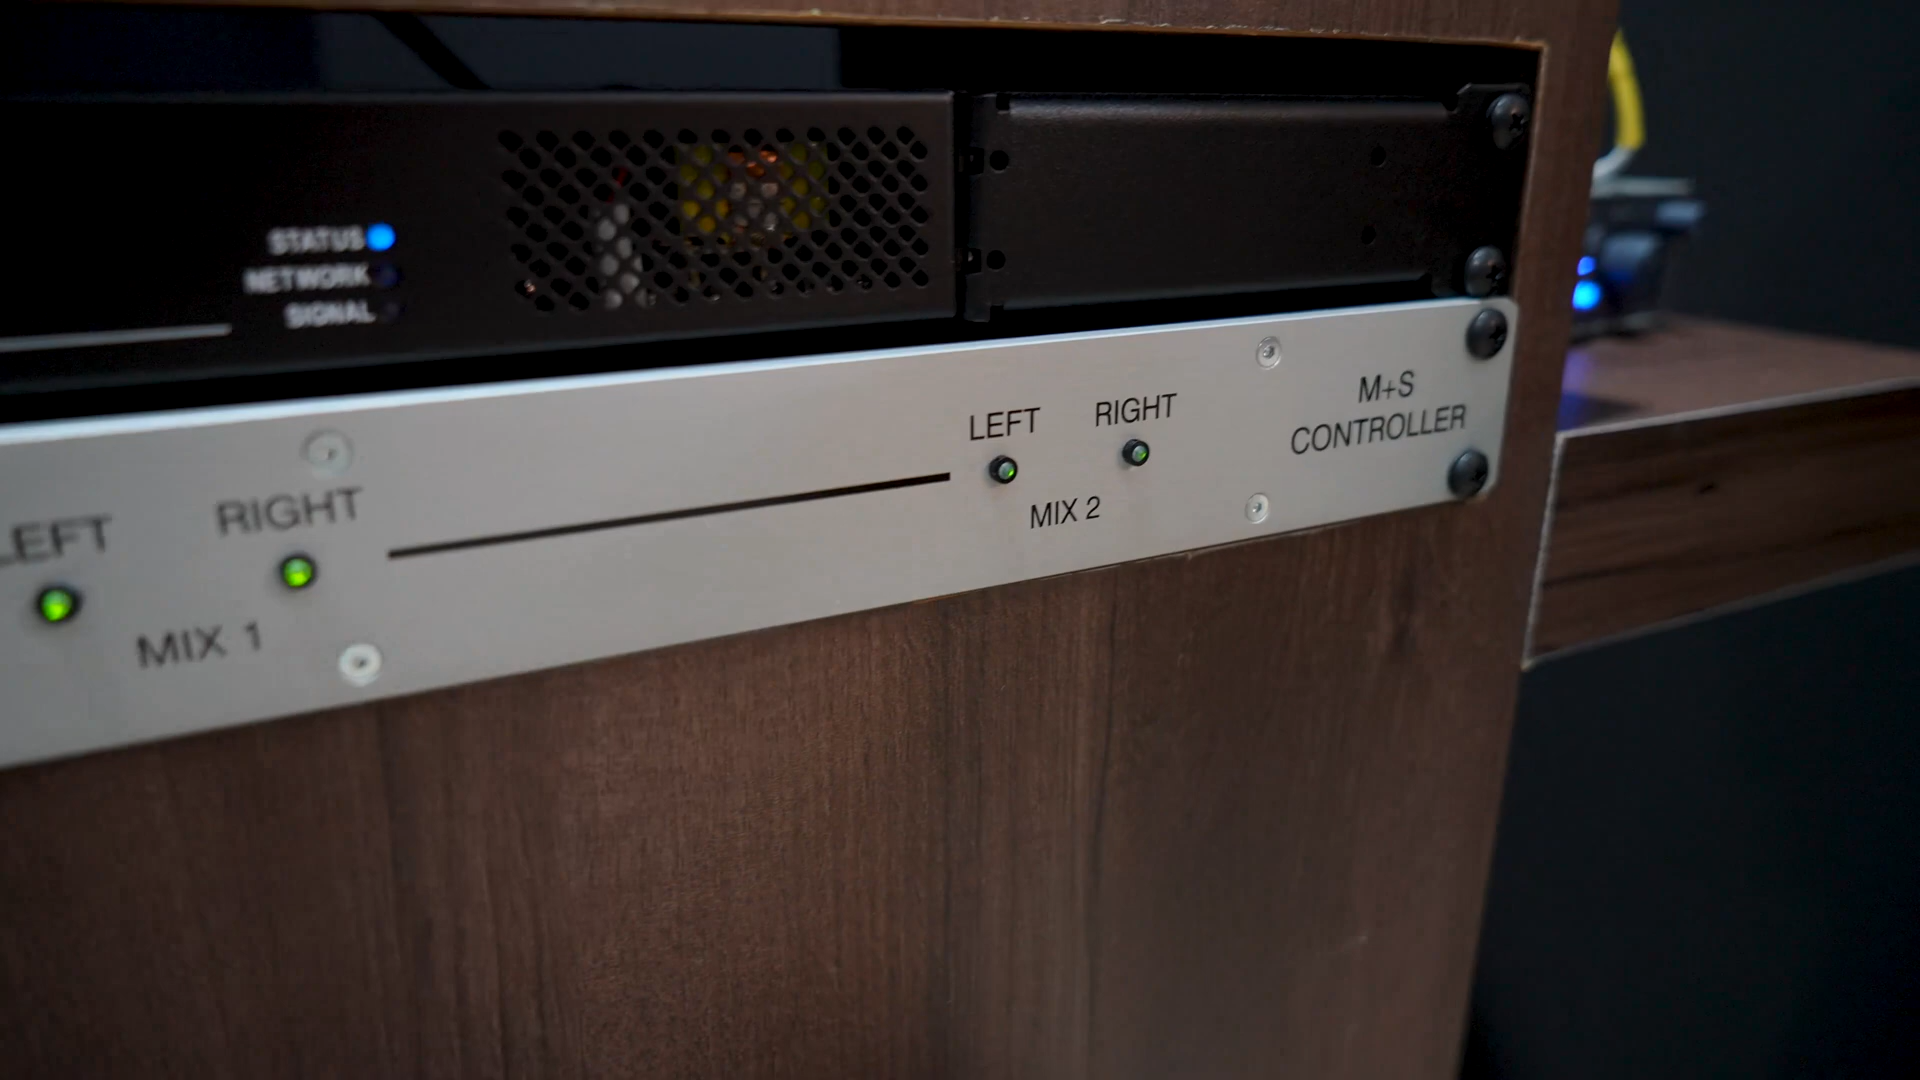 STATUS
NETWORK
SIGNAL
LEFT RIGHT
MIX 1
LEFT RIGHT
MIX 2
M+S
CONTROLLER